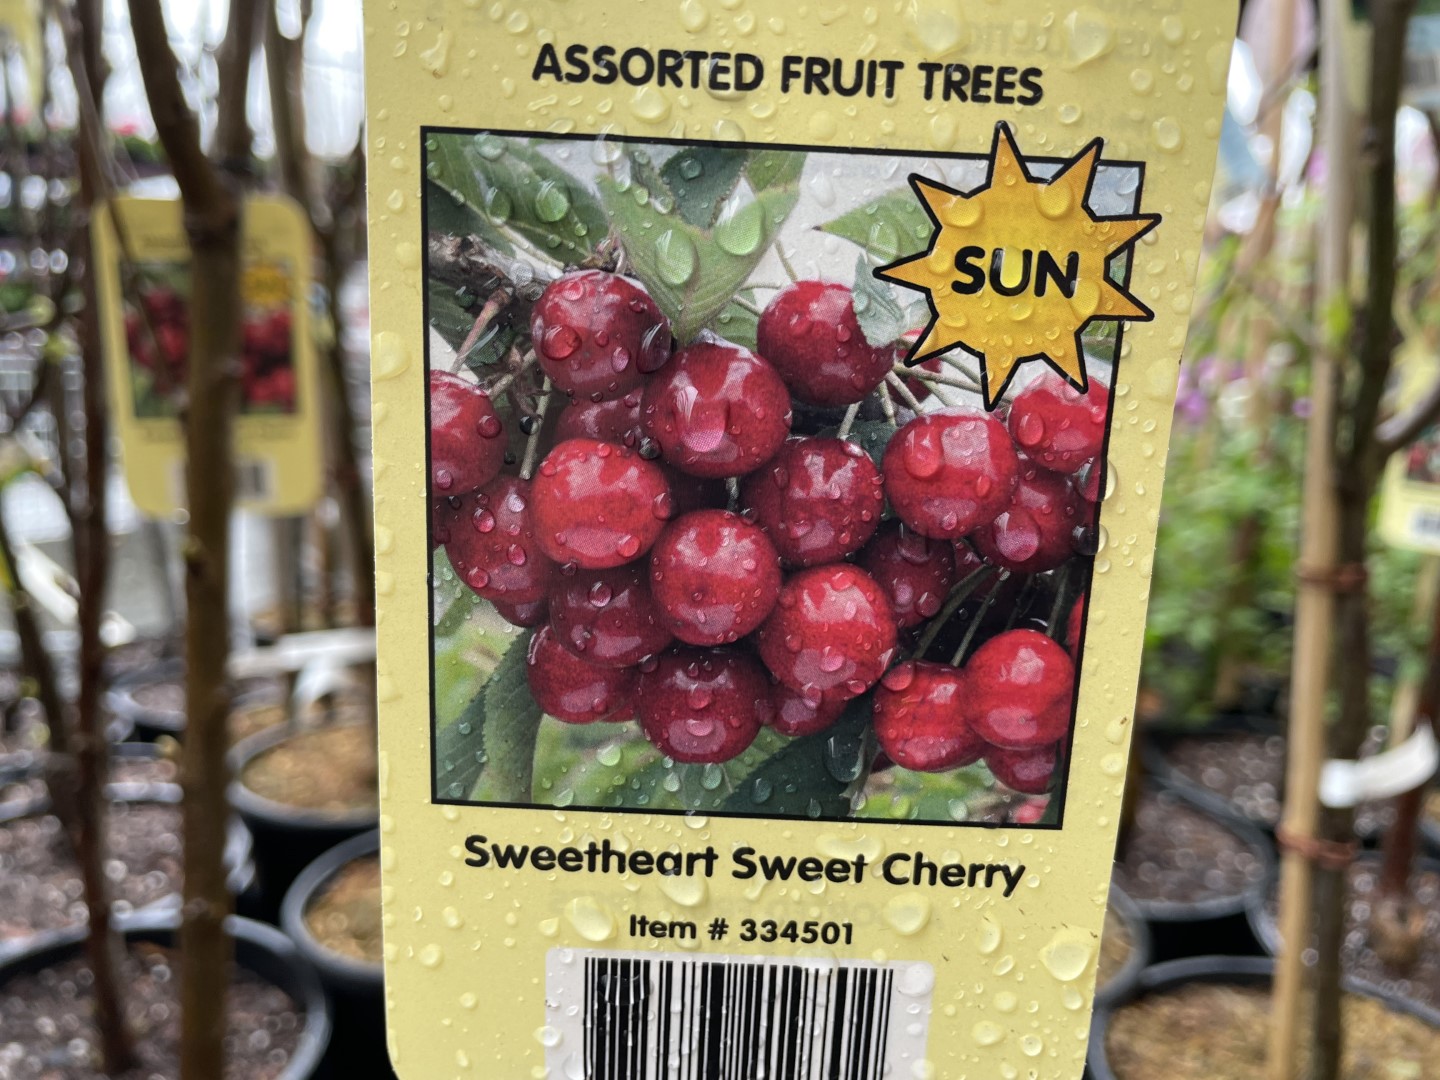 ASSORTED FRUIT TREES
SUN
Sweetheart Sweet Cherry
Item # 334501